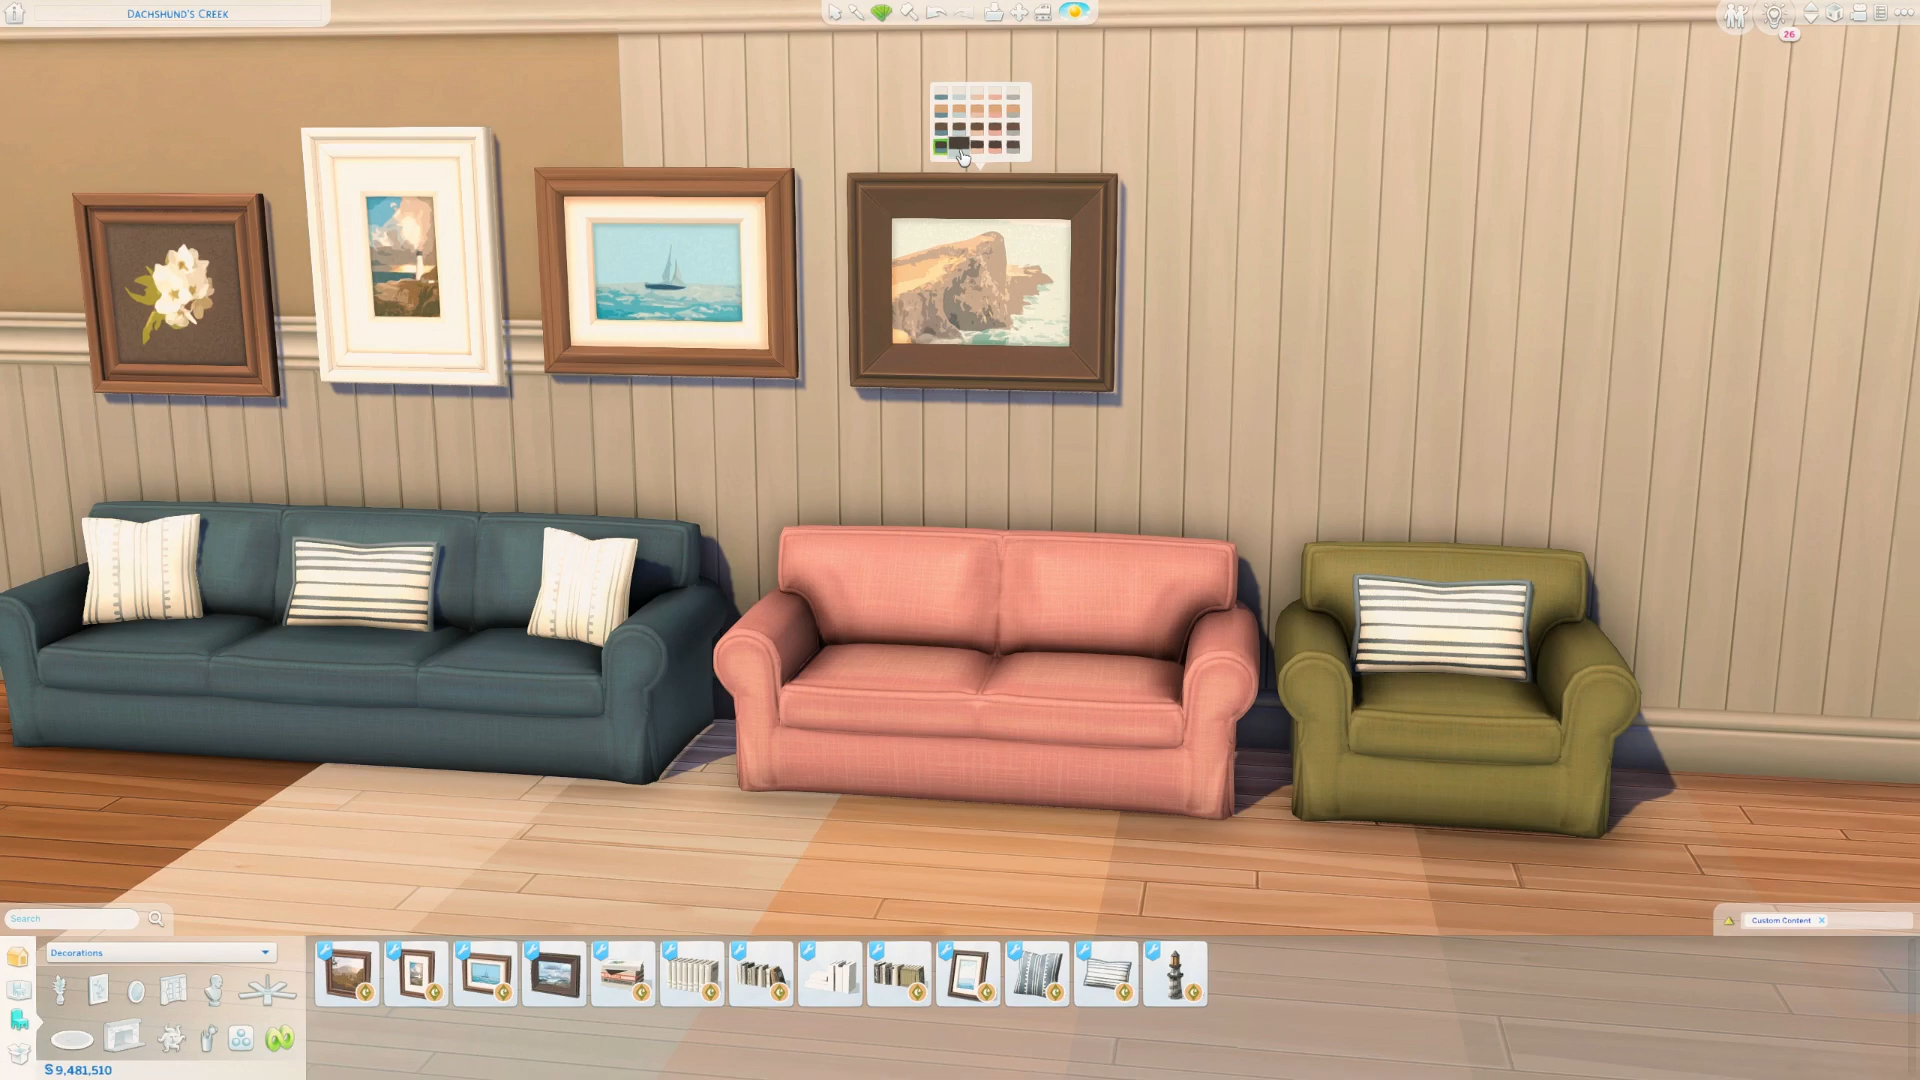 DACHSHUND'S CREEK
26
Search
Custom Content X
Decorations
§9,481,510